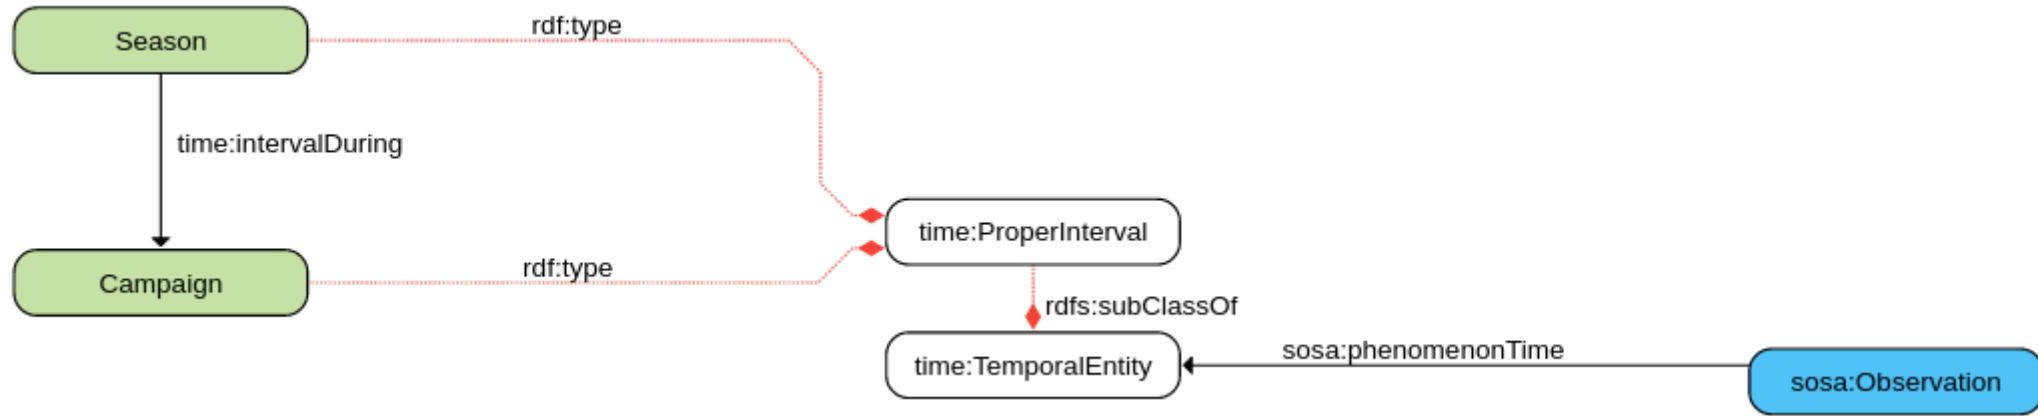 rdf:type
Season
time:intervalDuring
time:ProperInterval
rdf:type
Campaign
rdfs:subClassOf
sosa:phenomenonTime
time:TemporalEntity
sosa:Observation